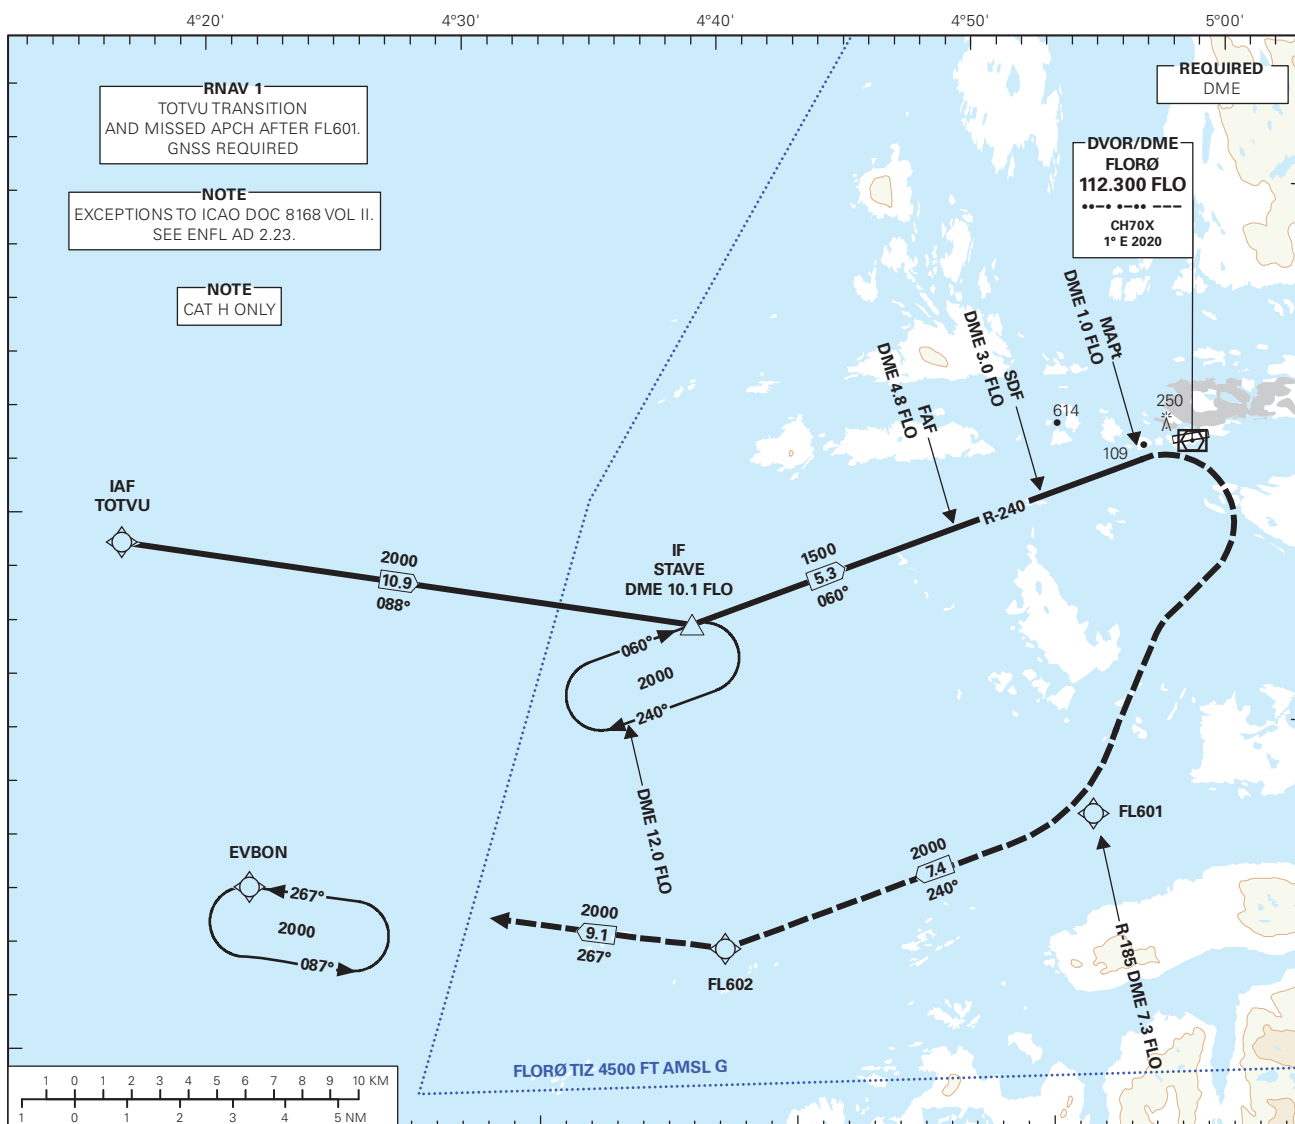 4°20'
4°30'
4°40'
4°50'
5°00'
RNAV 1
TOTVU TRANSITION
AND MISSED APCH AFTER FL601.
GNSS REQUIRED
NOTE
EXCEPTIONS TO ICAO DOC 8168 VOL II.
SEE ENFL AD 2.23.
NOTE
CAT H ONLY
REQUIRED
DME
DVOR/DME
FLORØ
112.300 FLO
CH70X
1° E 2020
MAPt
DME 1.0 FLO
SDF
DME 3.0 FLO
FAF
DME 4.8 FLO
614
250
109
IAF
TOTVU
2000
10.9
088°
IF
STAVE
DME 10.1 FLO
1500
5.3
060°
R-240
060°
2000
240°
DME 12.0 FLO
FL601
R-185 DME 7.3 FLO
2000
7.4
240°
EVBON
267°
2000
087°
2000
9.1
267°
FL602
FLORØ TIZ 4500 FT AMSL G
1 0 1 2 3 4 5 6 7 8 9 10 KM
1 0 1 2 3 4 5 NM